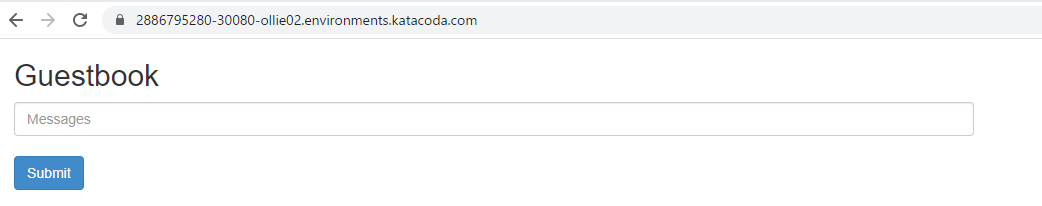 2886795280-30080-ollie02.environments.katacoda.com
Guestbook
Messages
Submit